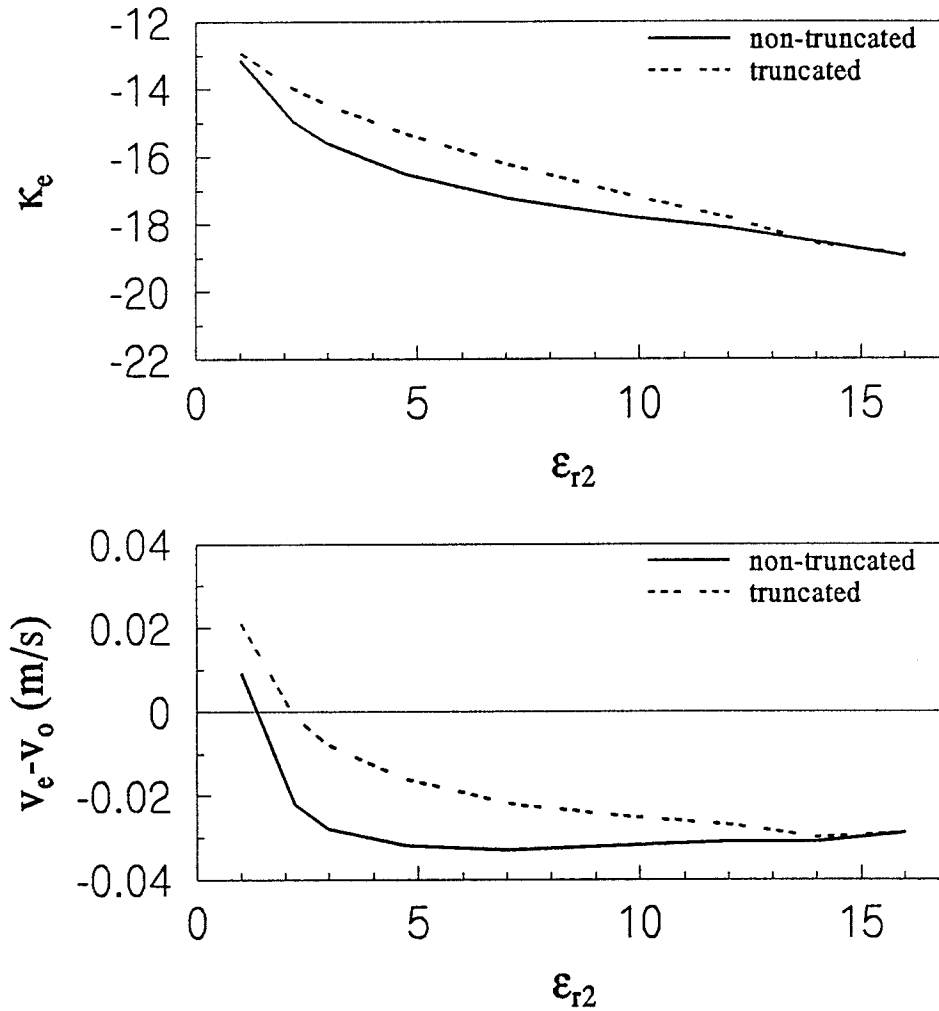 -12
-14
-16
-18
-20
-22
κe
0 5 10 15
εr2
non-truncated
truncated
0.04
0.02
0
-0.02
-0.04
ve-vo (m/s)
0 5 10 15
εr2
non-truncated
truncated